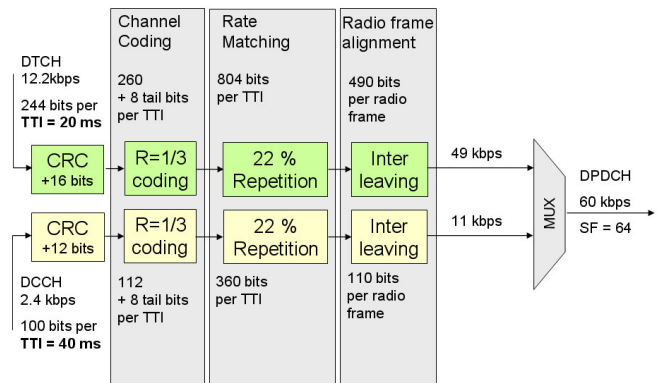 Channel
Coding
Rate
Matching
Radio frame
alignment
DTCH
12.2kbps
244 bits per
TTI = 20 ms
260
+ 8 tail bits
per TTI
804 bits
per TTI
490 bits
per radio
frame
CRC
+16 bits
R=1/3
coding
22 %
Repetition
Inter
leaving
49 kbps
CRC
+12 bits
R=1/3
coding
22 %
Repetition
Inter
leaving
11 kbps
MUX
DPDCH
60 kbps
SF = 64
DCCH
2.4 kbps
100 bits per
TTI = 40 ms
112
+ 8 tail bits
per TTI
360 bits
per TTI
110 bits
per radio
frame